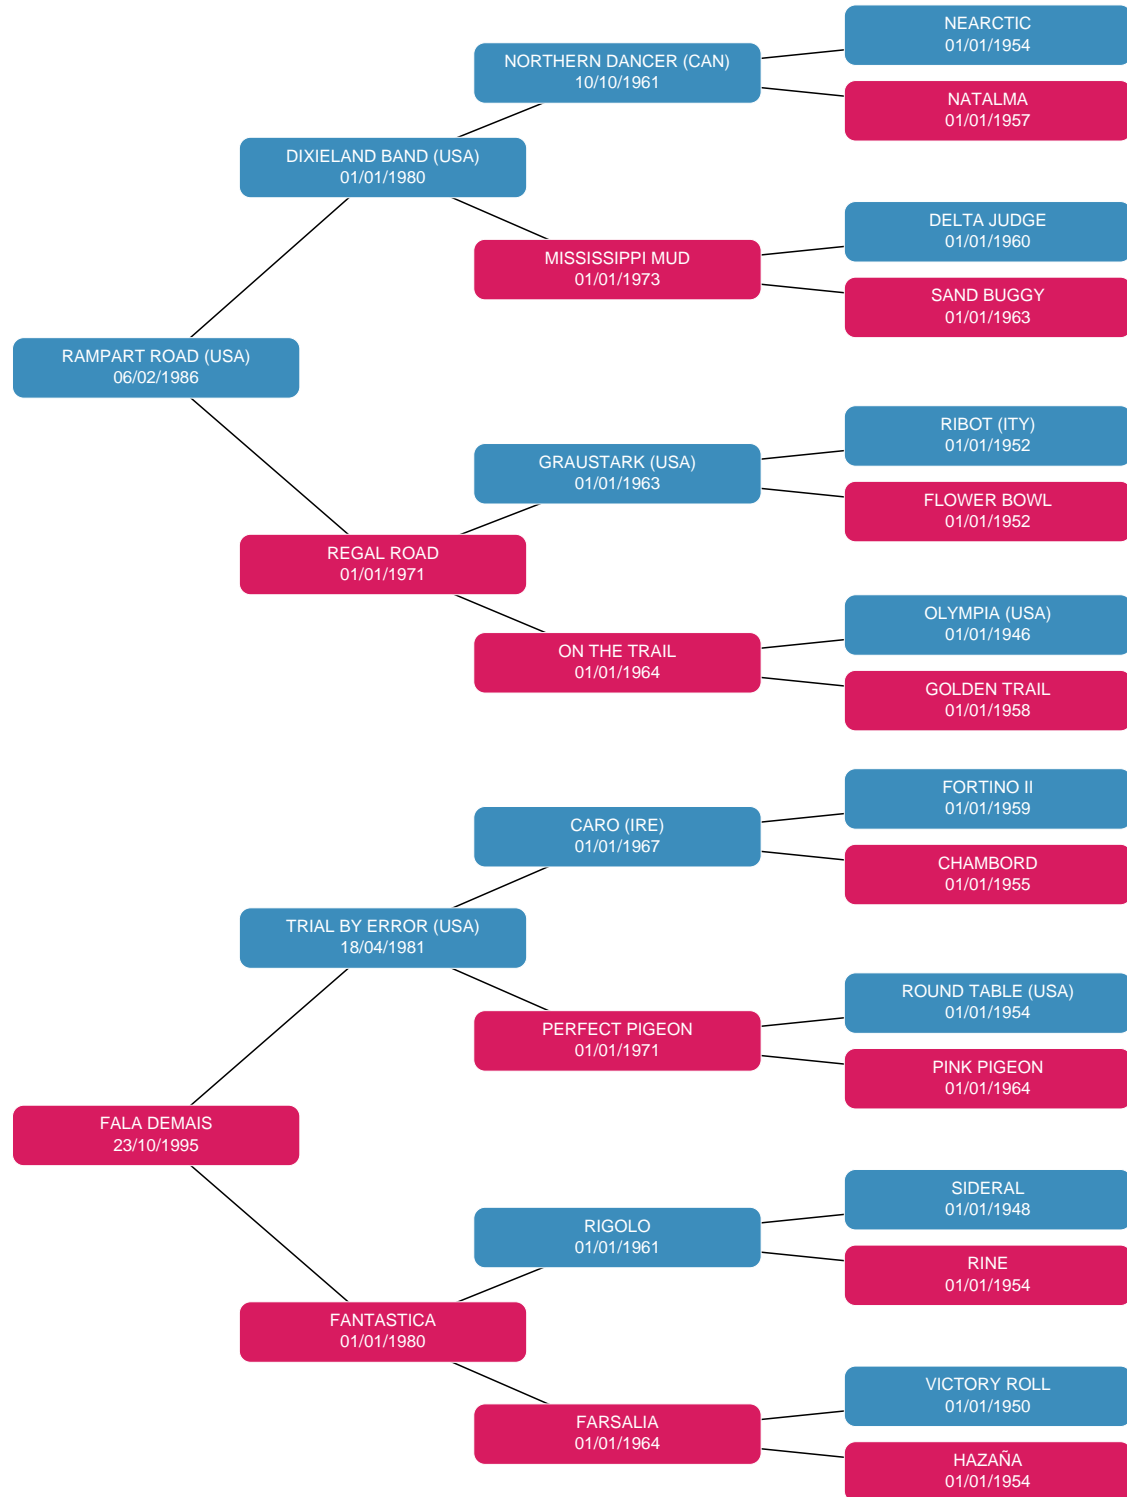 NEARCTIC
01/01/1954
NORTHERN DANCER (CAN)
10/10/1961
NATALMA
01/01/1957
DIXIELAND BAND (USA)
01/01/1980
DELTA JUDGE
01/01/1960
MISSISSIPPI MUD
01/01/1973
SAND BUGGY
01/01/1963
RAMPART ROAD (USA)
06/02/1986
RIBOT (ITY)
01/01/1952
GRAUSTARK (USA)
01/01/1963
FLOWER BOWL
01/01/1952
REGAL ROAD
01/01/1971
OLYMPIA (USA)
01/01/1946
ON THE TRAIL
01/01/1964
GOLDEN TRAIL
01/01/1958
FORTINO II
01/01/1959
CARO (IRE)
01/01/1967
CHAMBORD
01/01/1955
TRIAL BY ERROR (USA)
18/04/1981
ROUND TABLE (USA)
01/01/1954
PERFECT PIGEON
01/01/1971
PINK PIGEON
01/01/1964
FALA DEMAIS
23/10/1995
SIDERAL
01/01/1948
RIGOLO
01/01/1961
RINE
01/01/1954
FANTASTICA
01/01/1980
VICTORY ROLL
01/01/1950
FARSALIA
01/01/1964
HAZAÑA
01/01/1954